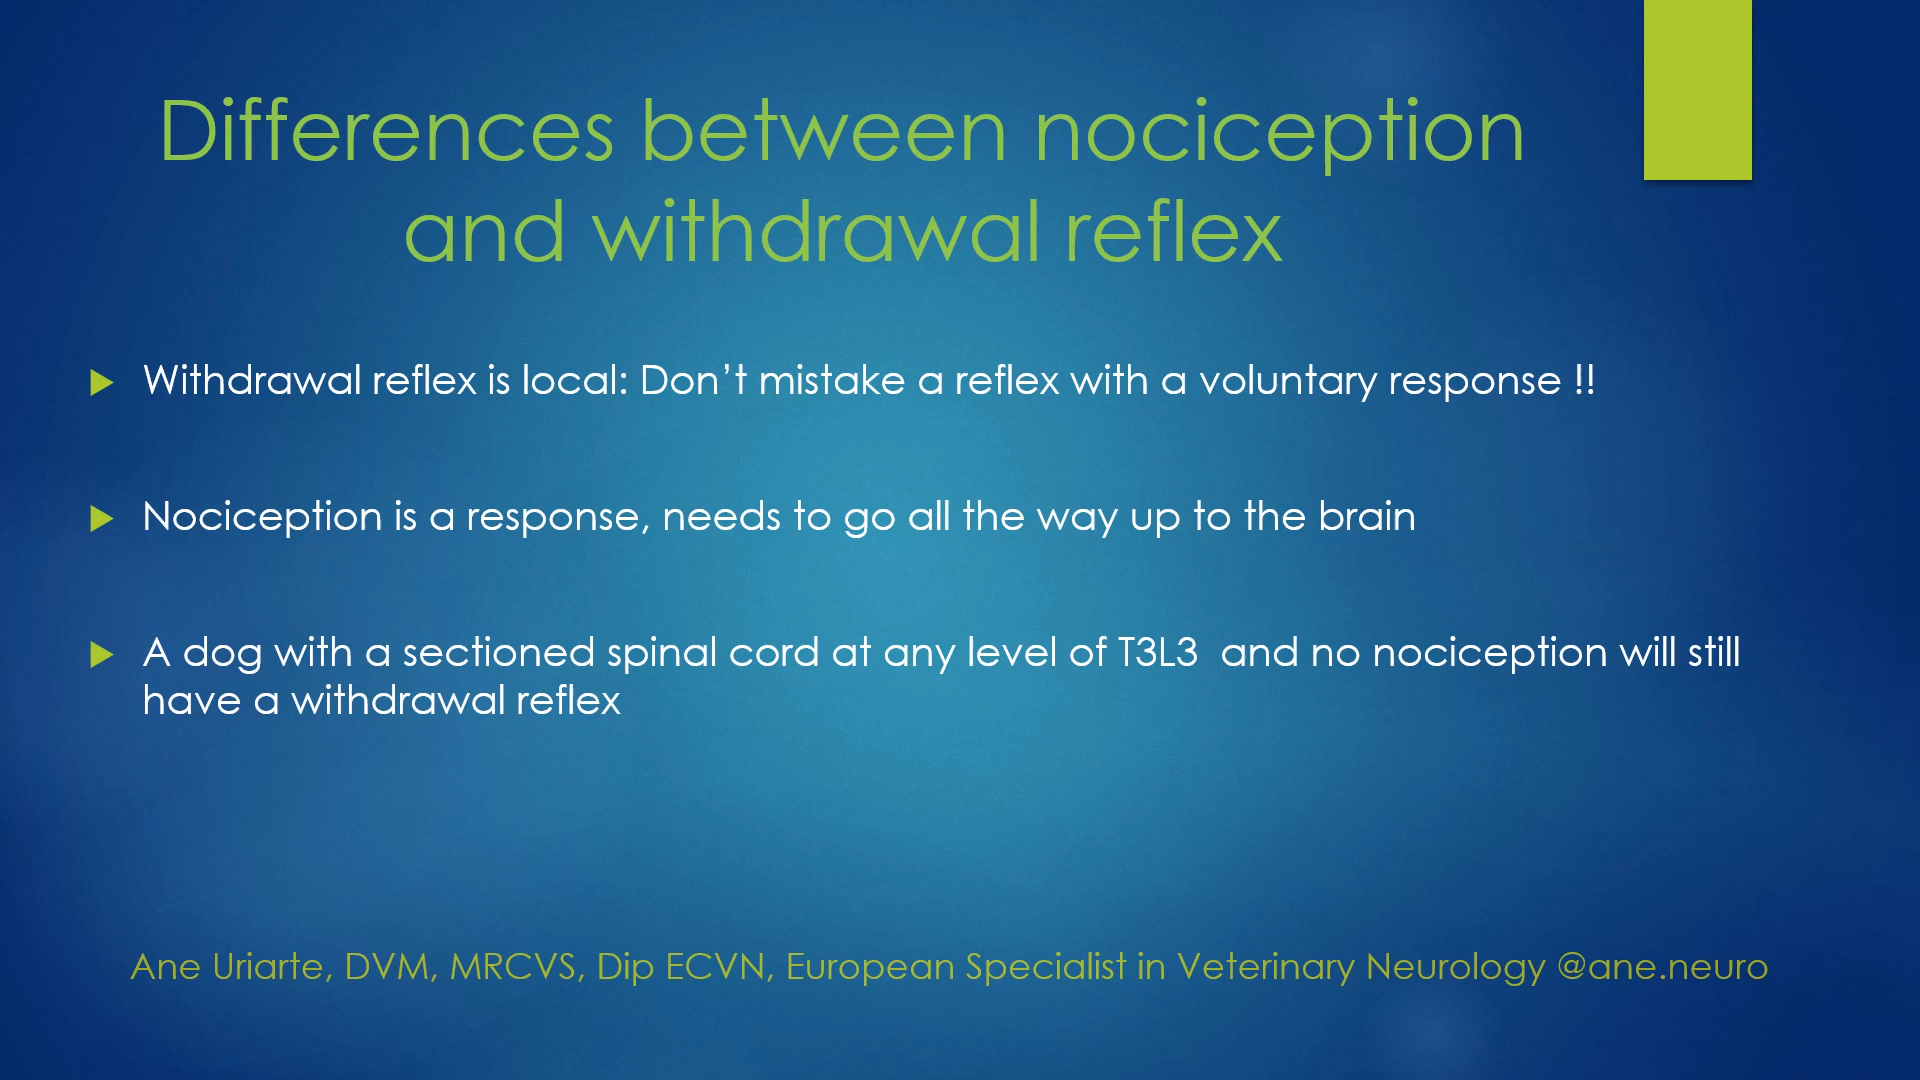 Differences between nociception
and withdrawal reflex
Withdrawal reflex is local: Don’t mistake a reflex with a voluntary response !!
Nociception is a response, needs to go all the way up to the brain
A dog with a sectioned spinal cord at any level of T3L3  and no nociception will still
have a withdrawal reflex
Ane Uriarte, DVM, MRCVS, Dip ECVN, European Specialist in Veterinary Neurology @ane.neuro